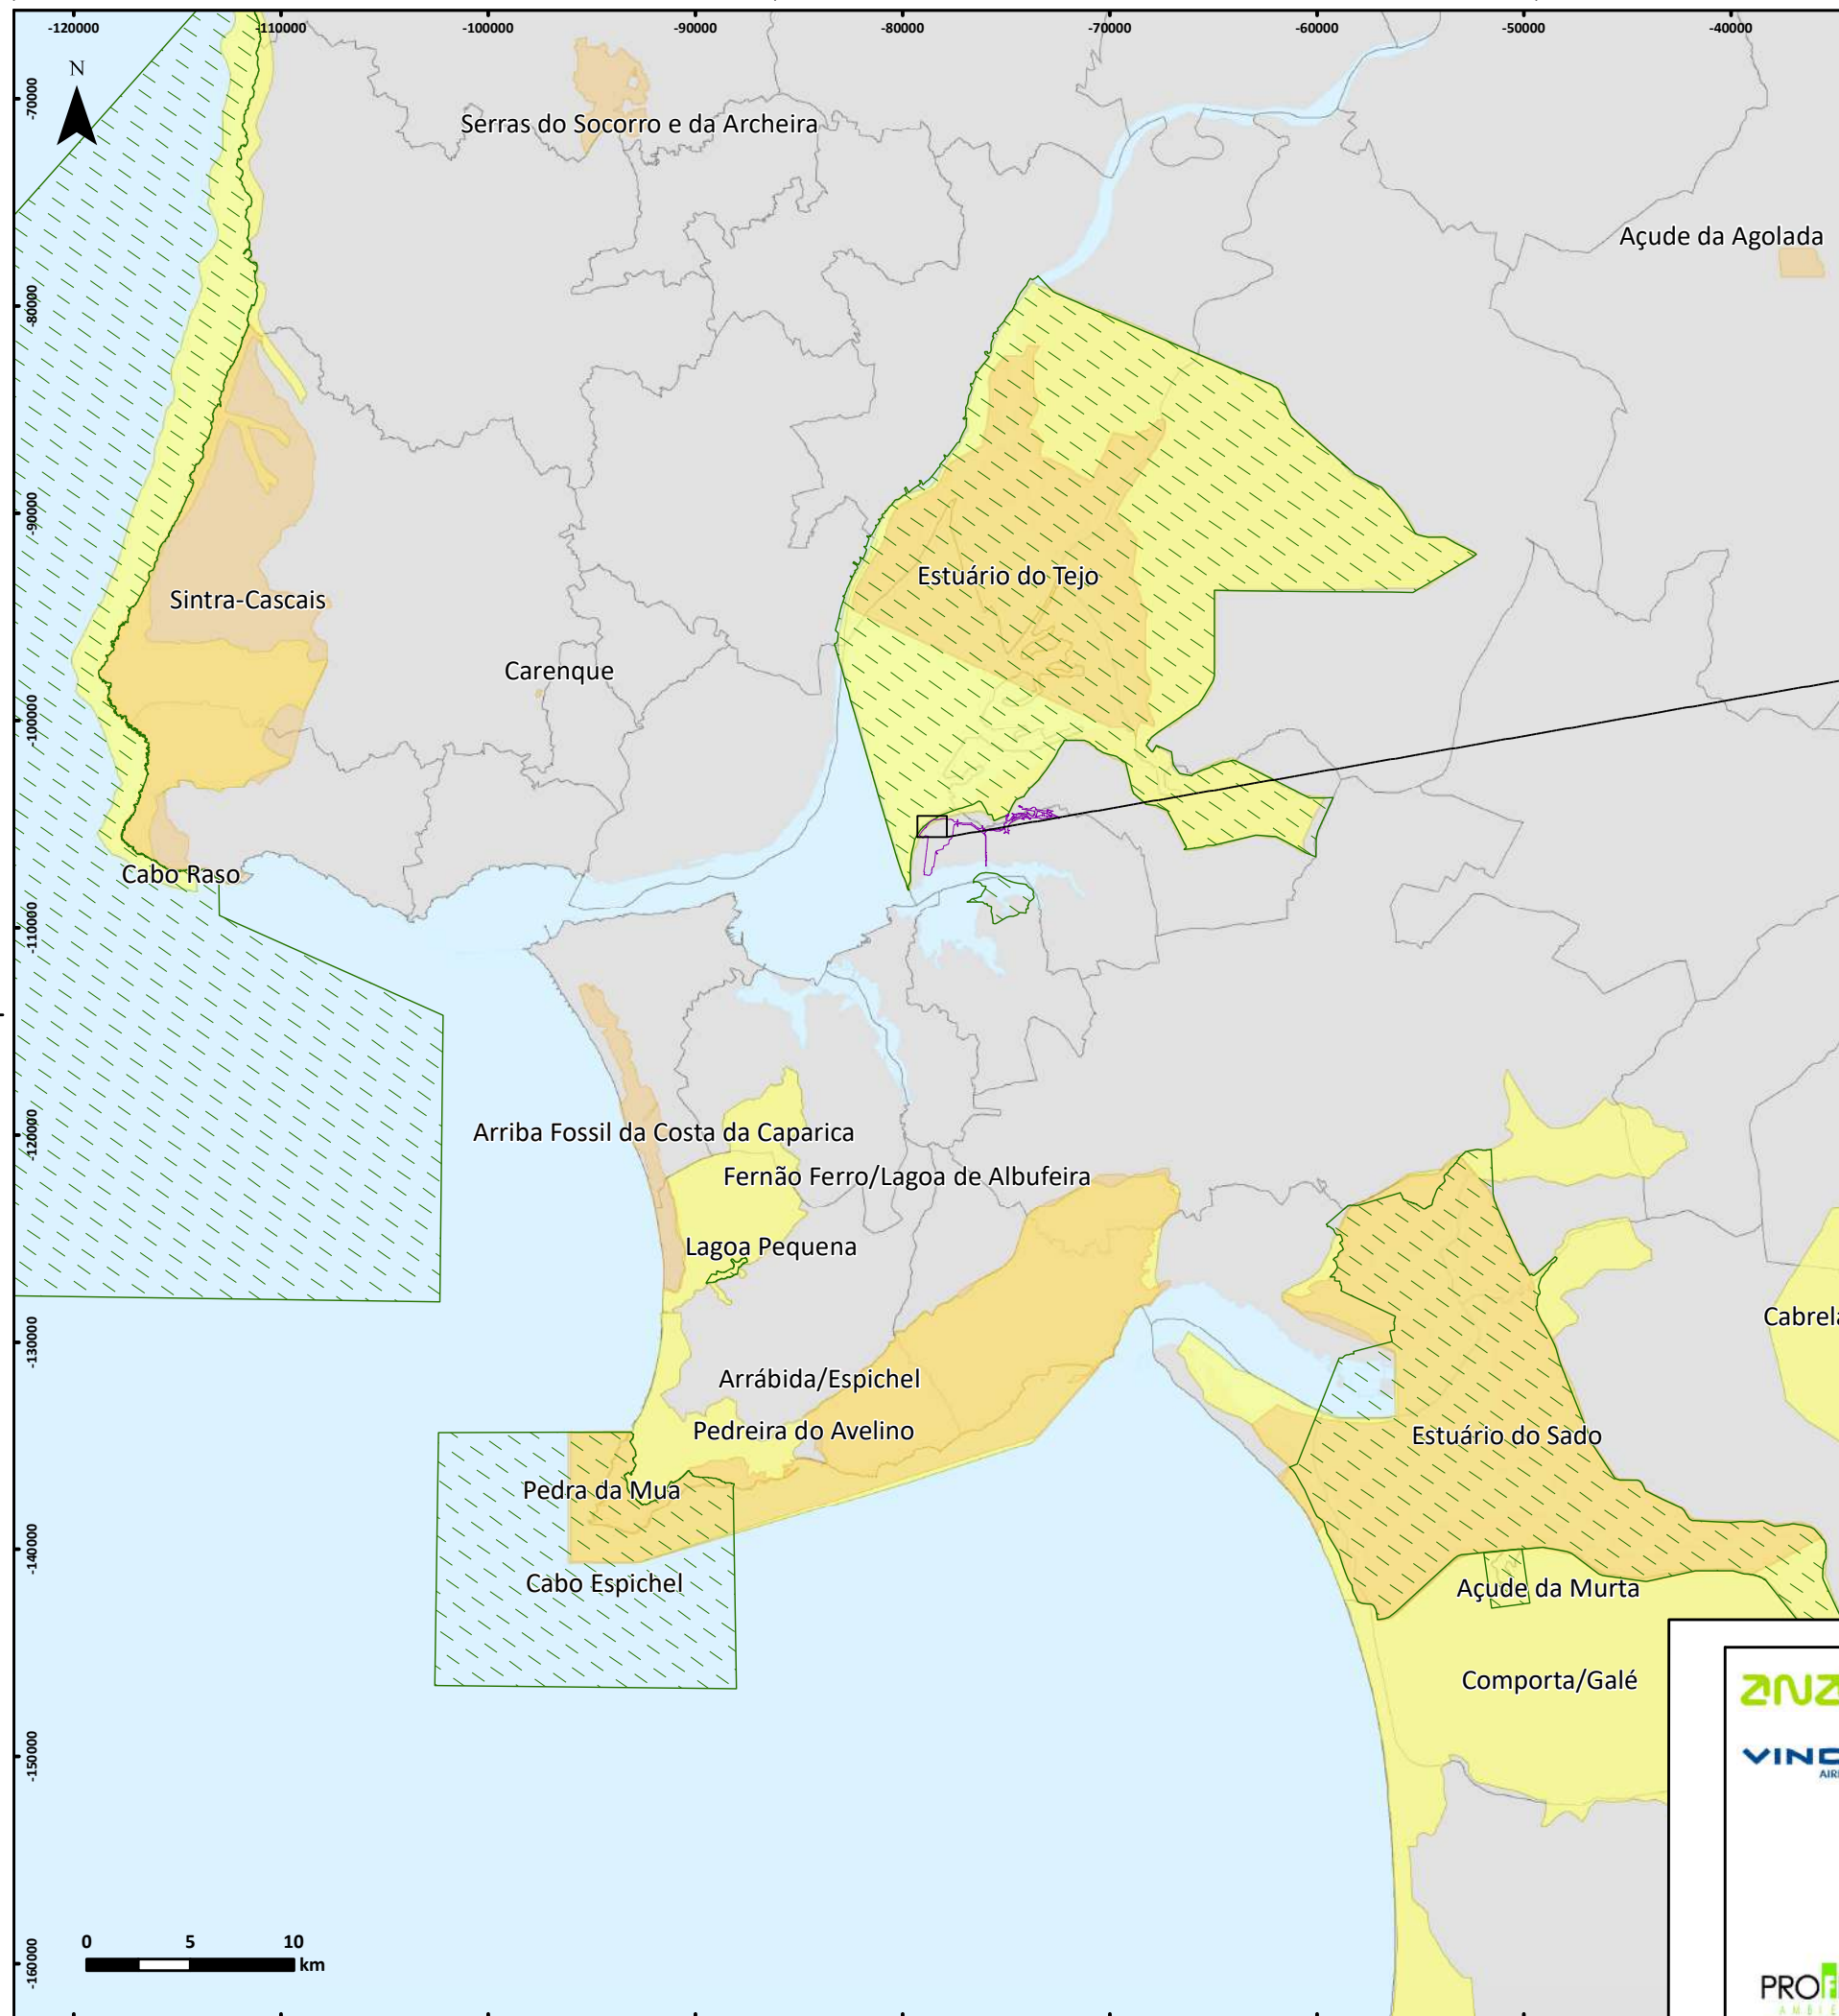 -120000
-110000
-100000
-90000
-80000
-70000
-60000
-50000
-40000
N
-70000
-80000
-90000
-100000
-110000
-120000
-130000
-140000
-150000
-160000
Serras do Socorro e da Archeira
Açude da Agolada
Estuário do Tejo
Sintra-Cascais
Carenque
Cabo Raso
Arriba Fossil da Costa da Caparica
Fernão Ferro/Lagoa de Albufeira
Lagoa Pequena
Cabrela
Arrábida/Espichel
Pedreira do Avelino
Estuário do Sado
Pedra da Mua
Cabo Espichel
Açude da Murta
Comporta/Galé
0 5 10
km